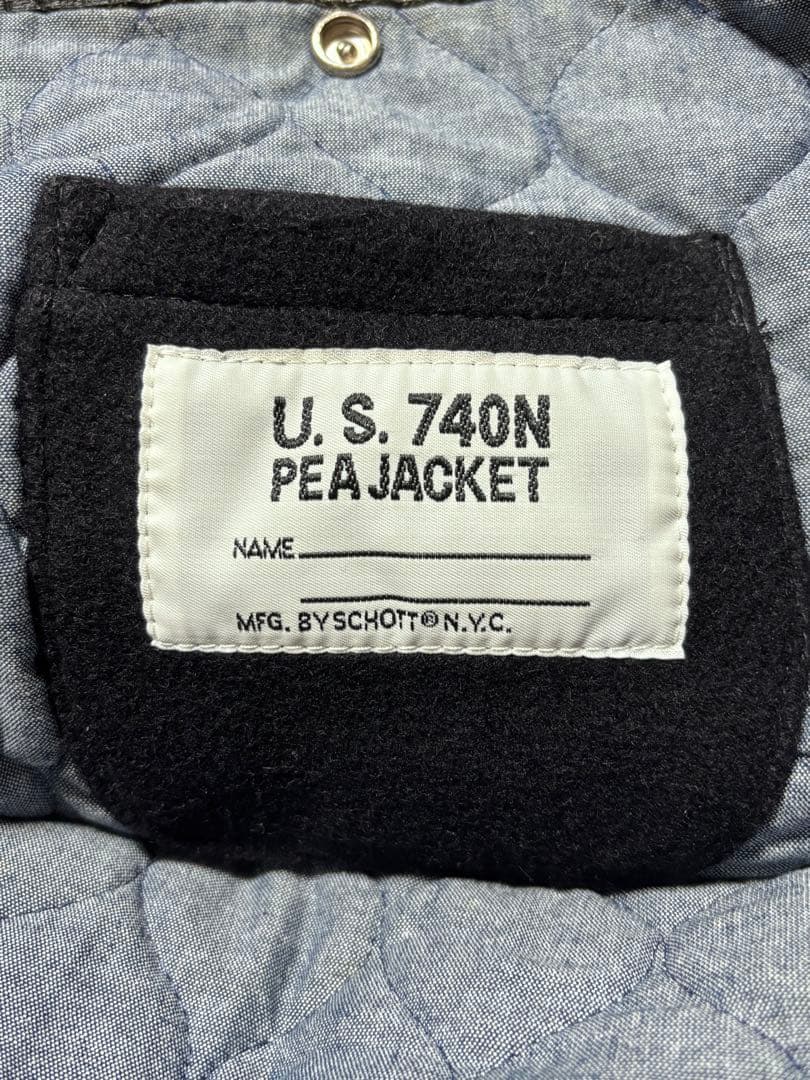 U. S. 740N
PEA JACKET
NAME
MFG. BY SCHOTT® N.Y.C.